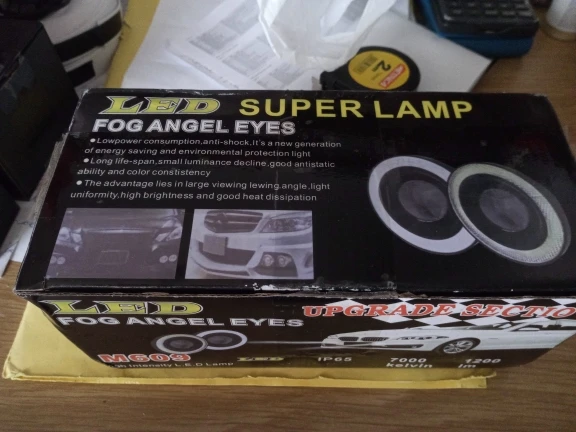 LED SUPER LAMP
FOG ANGEL EYES
●Lowpower consumption,anti-shock,it's a new generation
of energy saving and environmental protection light
●Long life-span,small luminance decline,good antistatic
ability and color constistency
●The advantage lies in large viewing lewing,angle,light
uniformity,high brightness and good heat dissipation
LED
UPGRADE SECTIO
FOG ANGEL EYES
M609
Intensity L.E.D Lamp
LED
IP65
7000
kelvin
1200
lm